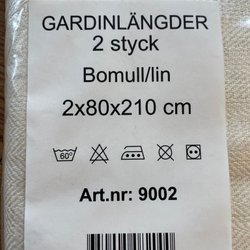 GARDINLÄNGDER
2 styck
Bomull/lin
2x80x210 cm
60°
Art.nr: 9002